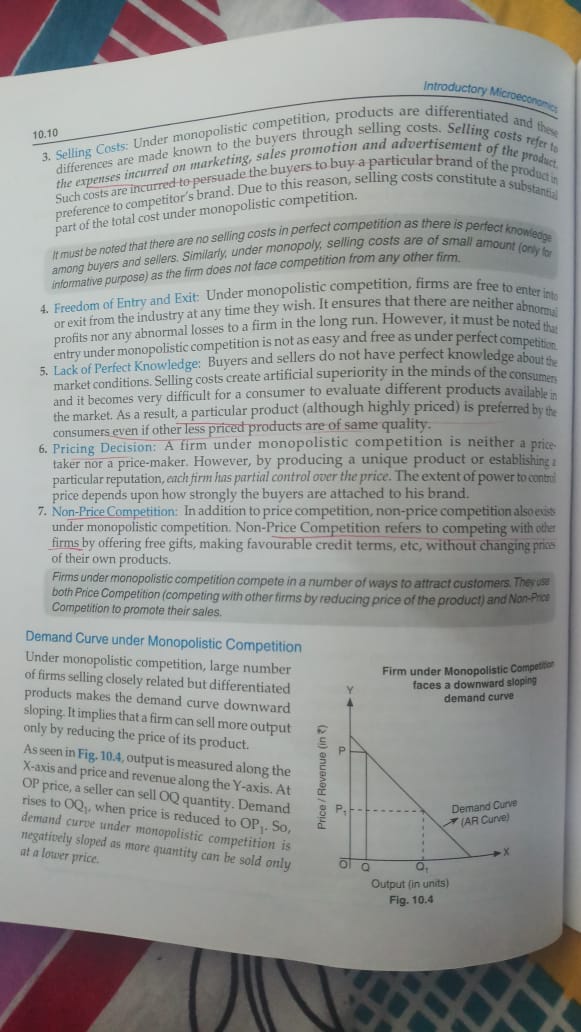 Introductory Microeconomics
10.10
3. Selling Costs: Under monopolistic competition, products are differentiated and these
differences are made known to the buyers through selling costs. Selling costs refer to
the expenses incurred on marketing, sales promotion and advertisement of the product.
Such costs are incurred to persuade the buyers to buy a particular brand of the product in
preference to competitor's brand. Due to this reason, selling costs constitute a substantial
part of the total cost under monopolistic competition.
It must be noted that there are no selling costs in perfect competition as there is perfect knowledge
among buyers and sellers. Similarly, under monopoly, selling costs are of small amount (only for
informative purpose) as the firm does not face competition from any other firm.
4. Freedom of Entry and Exit: Under monopolistic competition, firms are free to enter into
or exit from the industry at any time they wish. It ensures that there are neither abnormal
profits nor any abnormal losses to a firm in the long run. However, it must be noted that
entry under monopolistic competition is not as easy and free as under perfect competition.
5. Lack of Perfect Knowledge: Buyers and sellers do not have perfect knowledge about the
market conditions. Selling costs create artificial superiority in the minds of the consumers
and it becomes very difficult for a consumer to evaluate different products available in
the market. As a result, a particular product (although highly priced) is preferred by the
consumers even if other less priced products are of same quality.
6. Pricing Decision: A firm under monopolistic competition is neither a price-
taker nor a price-maker. However, by producing a unique product or establishing a
particular reputation, each firm has partial control over the price. The extent of power to control
price depends upon how strongly the buyers are attached to his brand.
7. Non-Price Competition: In addition to price competition, non-price competition also exists
under monopolistic competition. Non-Price Competition refers to competing with other
firms by offering free gifts, making favourable credit terms, etc, without changing prices
of their own products.
Firms under monopolistic competition compete in a number of ways to attract customers. They use
both Price Competition (competing with other firms by reducing price of the product) and Non-Price
Competition to promote their sales.
Demand Curve under Monopolistic Competition
Under monopolistic competition, large number
of firms selling closely related but differentiated
products makes the demand curve downward
sloping. It implies that a firm can sell more output
only by reducing the price of its product.
As seen in Fig. 10.4, output is measured along the
X-axis and price and revenue along the Y-axis. At
OP price, a seller can sell OQ quantity. Demand
rises to OQ₁, when price is reduced to OP₁. So,
demand curve under monopolistic competition is
negatively sloped as more quantity can be sold only
at a lower price.
Firm under Monopolistic Competition
faces a downward sloping
demand curve
Y
Price / Revenue (in ₹)
P
P₁
Demand Curve
(AR Curve)
X
O Q Q₁
Output (in units)
Fig. 10.4